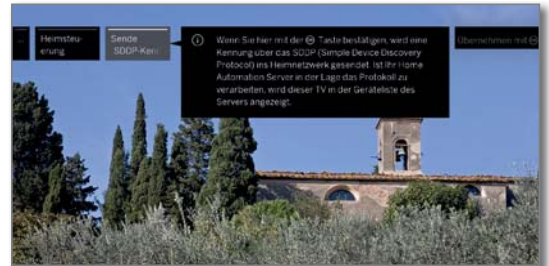 Heimsteu-
erung
Sende
SDDP-Ken
Wenn Sie hier mit der OK Taste bestätigen, wird eine
Kennung über das SDDP (Simple Device Discovery
Protocol) ins Heimnetzwerk gesendet. Ist Ihr Home
Automation Server in der Lage das Protokoll zu
verarbeiten, wird dieser TV in der Geräteliste des
Servers angezeigt.
Übernehmen mit